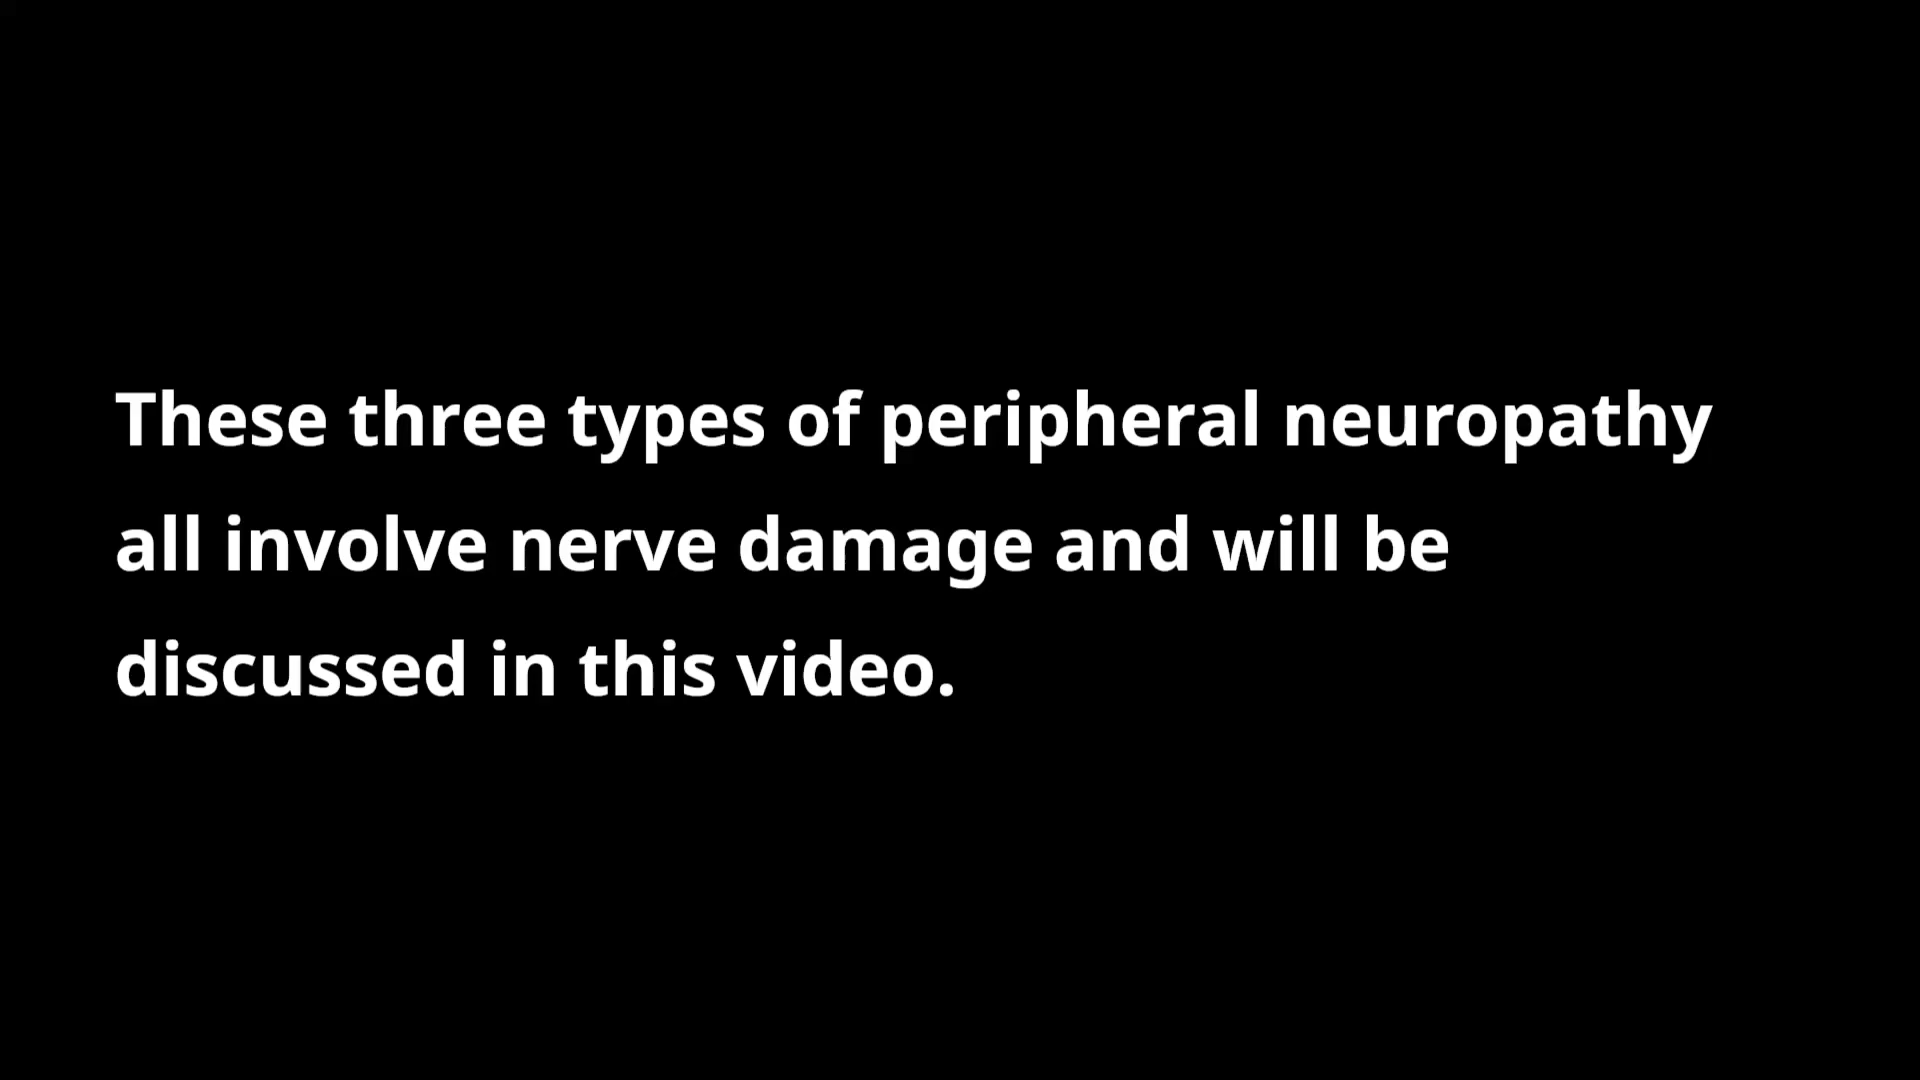 These three types of peripheral neuropathy
all involve nerve damage and will be
discussed in this video.